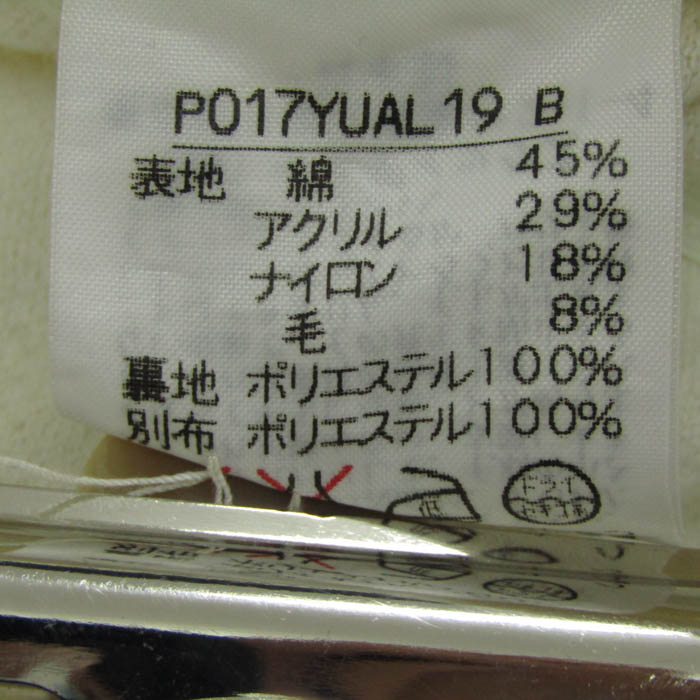 P017YUAL19 B
表地 綿 45%
アクリル 29%
ナイロン 18%
毛 8%
裏地 ポリエステル100%
別布 ポリエステル100%
低 ドライ